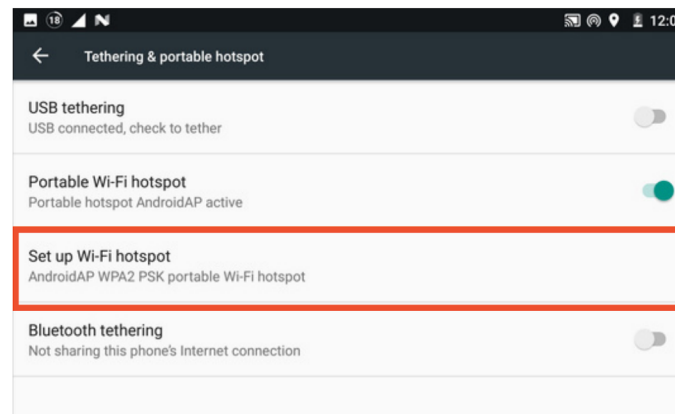 18 N 12:0
Tethering & portable hotspot
USB tethering
USB connected, check to tether
Portable Wi-Fi hotspot
Portable hotspot AndroidAP active
Set up Wi-Fi hotspot
AndroidAP WPA2 PSK portable Wi-Fi hotspot
Bluetooth tethering
Not sharing this phone's Internet connection